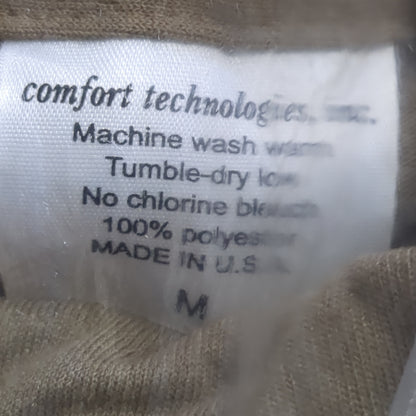 comfort technologies, inc.
Machine wash warm
Tumble-dry low
No chlorine bleach
100% polyester
MADE IN U.S.A.
M